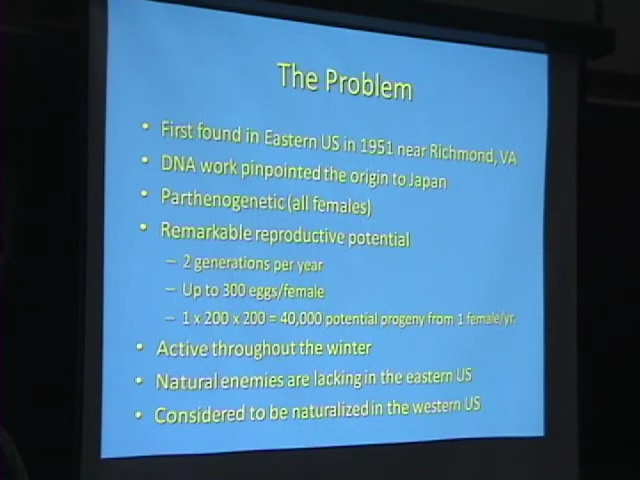 The Problem
• First found in Eastern US in 1951 near Richmond, VA
• DNA work pinpointed the origin to Japan
• Parthenogenetic (all females)
• Remarkable reproductive potential
– 2 generations per year
– Up to 300 eggs/female
– 1 x 200 x 200 = 40,000 potential progeny from 1 female/yr.
• Active throughout the winter
• Natural enemies are lacking in the eastern US
• Considered to be naturalized in the western US